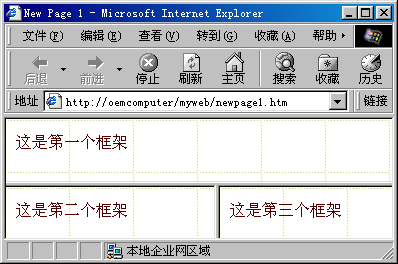 New Page 1 - Microsoft Internet Explorer
文件(F) 编辑(E) 查看(V) 转到(G) 收藏(A) 帮助
后退 前进 停止 刷新 主页 搜索 收藏 历史
地址 http://oemcomputer/myweb/newpage1.htm 链接
这是第一个框架
这是第二个框架 这是第三个框架
本地企业网区域